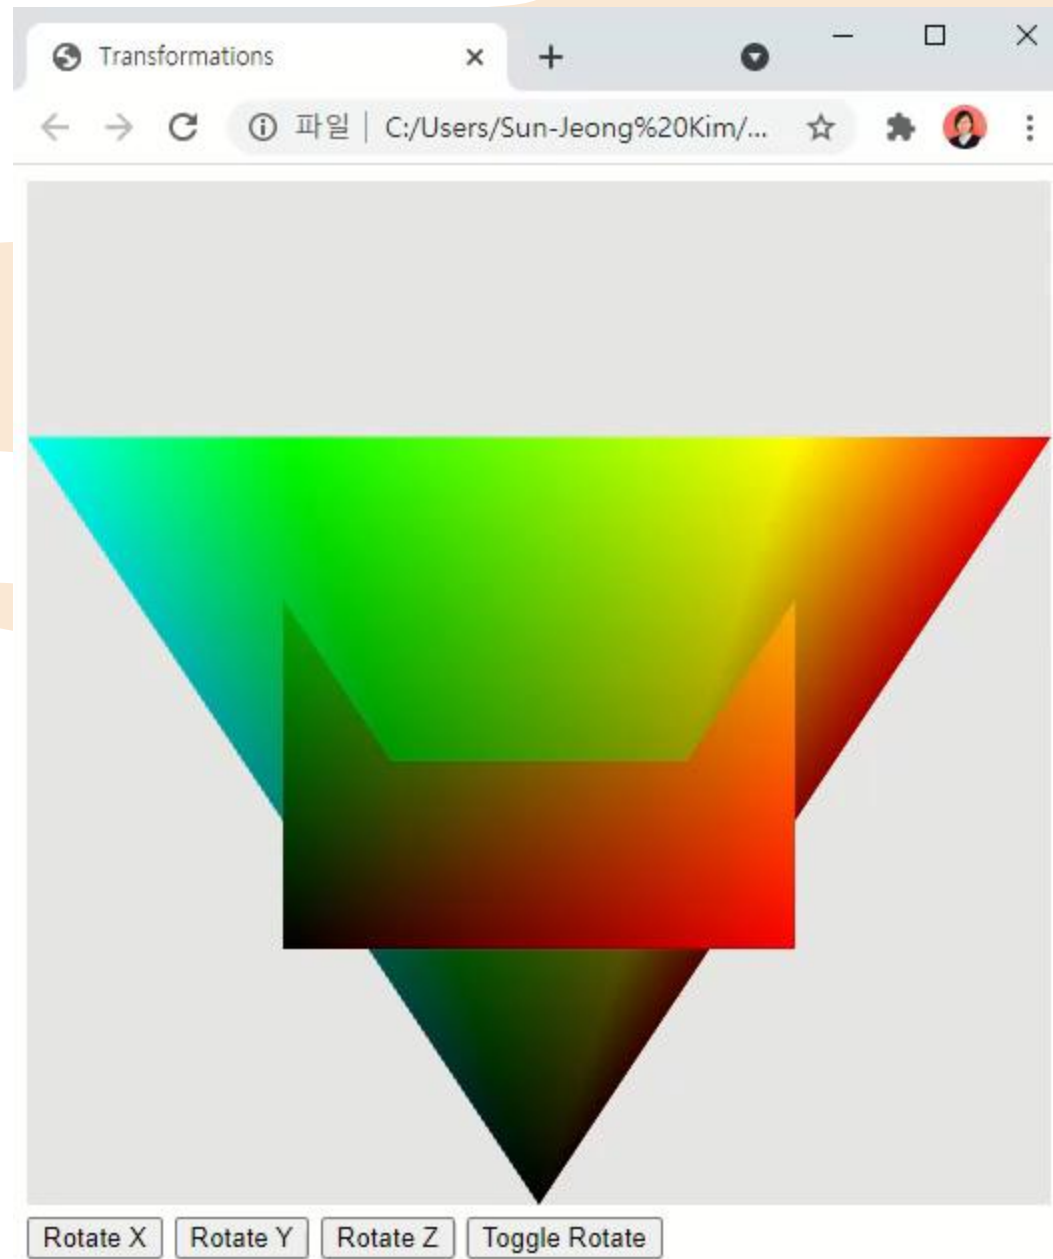 Transformations
파일 | C:/Users/Sun-Jeong%20Kim/...
Rotate X Rotate Y Rotate Z Toggle Rotate